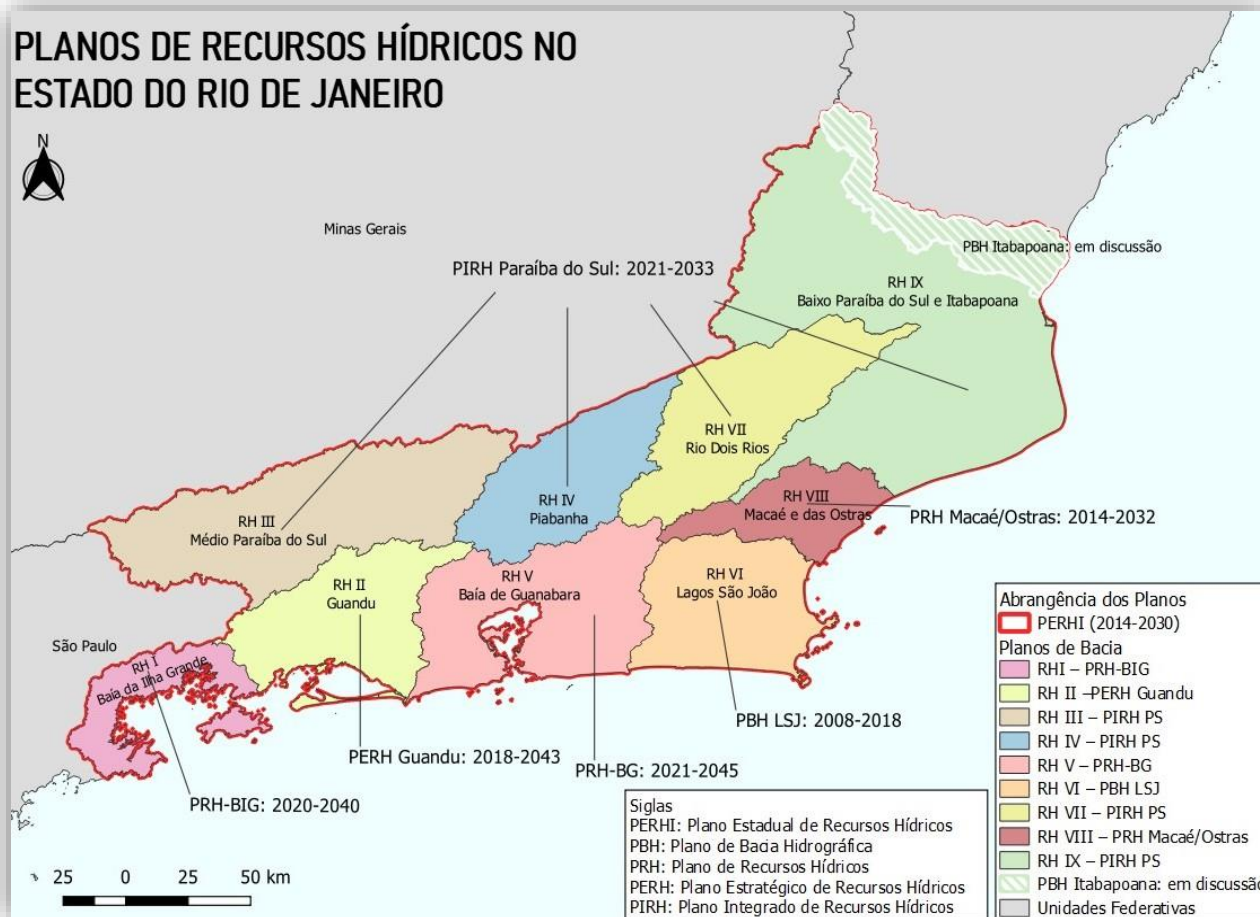 PLANOS DE RECURSOS HÍDRICOS NO
ESTADO DO RIO DE JANEIRO
N
Minas Gerais
PBH Itabapoana: em discussão
PIRH Paraíba do Sul: 2021-2033
RH IX
Baixo Paraíba do Sul e Itabapoana
RH VII
Rio Dois Rios
RH IV
Piabanha
RH VIII
Macaé e das Ostras
PRH Macaé/Ostras: 2014-2032
RH III
Médio Paraíba do Sul
RH II
Guandu
RH V
Baía de Guanabara
RH VI
Lagos São João
São Paulo
RH I
Baia da Ilha Grande
PBH LSJ: 2008-2018
PERH Guandu: 2018-2043
PRH-BG: 2021-2045
PRH-BIG: 2020-2040
25 0 25 50 km
Siglas
PERHI: Plano Estadual de Recursos Hídricos
PBH: Plano de Bacia Hidrográfica
PRH: Plano de Recursos Hídricos
PERH: Plano Estratégico de Recursos Hídricos
PIRH: Plano Integrado de Recursos Hídricos
Abrangência dos Planos
PERHI (2014-2030)
Planos de Bacia
RHI – PRH-BIG
RH II –PERH Guandu
RH III – PIRH PS
RH IV – PIRH PS
RH V – PRH-BG
RH VI – PBH LSJ
RH VII – PIRH PS
RH VIII – PRH Macaé/Ostras
RH IX – PIRH PS
PBH Itabapoana: em discussão
Unidades Federativas